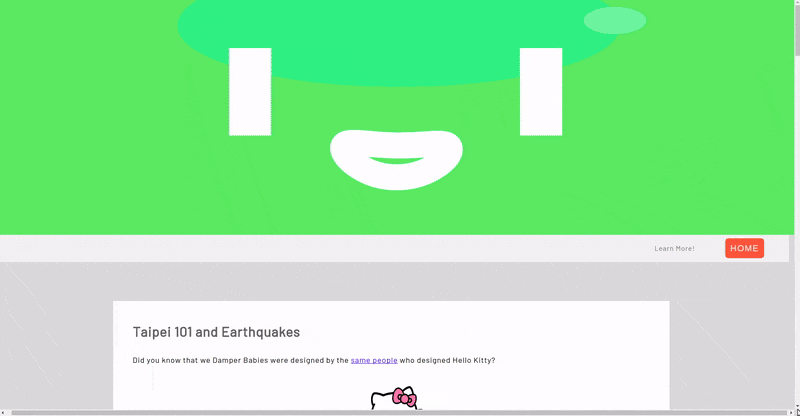 Learn More!
HOME
Taipei 101 and Earthquakes
Did you know that we Damper Babies were designed by the same people who designed Hello Kitty?